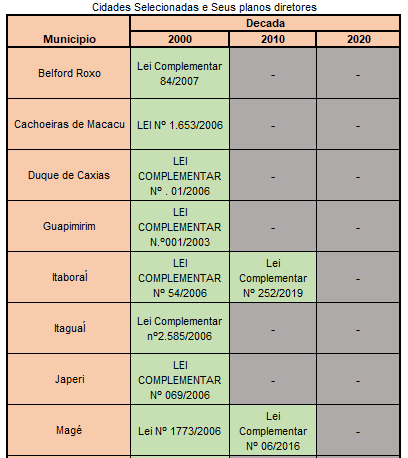 Cidades Selecionadas e Seus planos diretores
Municipio
Decada
2000
2010
2020
Belford Roxo
Lei Complementar
84/2007
-
-
Cachoeiras de Macacu
LEI Nº 1.653/2006
-
-
Duque de Caxias
LEI
COMPLEMENTAR
Nº . 01/2006
-
-
Guapimirim
LEI
COMPLEMENTAR
N.º001/2003
-
-
ItaboraÍ
LEI
COMPLEMENTAR
Nº 54/2006
Lei
Complementar
Nº 252/2019
-
ItaguaÍ
Lei Complementar
nº2.585/2006
-
-
Japeri
LEI
COMPLEMENTAR
Nº 069/2006
-
-
Magé
Lei Nº 1773/2006
Lei
Complementar
Nº 06/2016
-